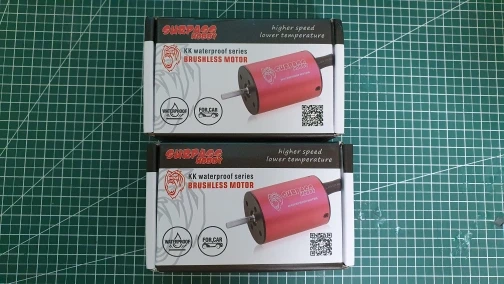 SURPASS
HOBBY
higher speed
lower temperature
KK waterproof series
BRUSHLESS MOTOR
WATERPROOF
FOR CAR
SURPASS
HOBBY
higher speed
lower temperature
KK waterproof series
BRUSHLESS MOTOR
WATERPROOF
FOR CAR